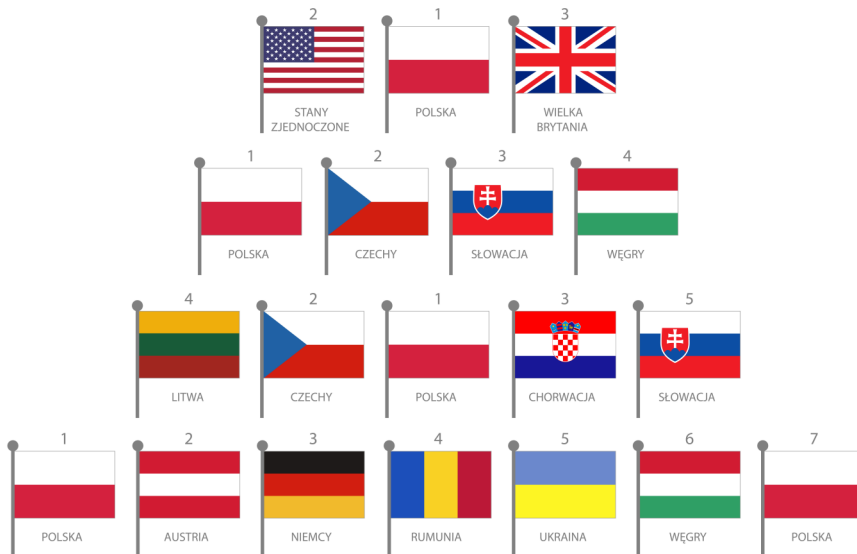 2 1 3
STANY ZJEDNOCZONE POLSKA WIELKA BRYTANIA
1 2 3 4
POLSKA CZECHY SŁOWACJA WĘGRY
4 2 1 3 5
LITWA CZECHY POLSKA CHORWACJA SŁOWACJA
1 2 3 4 5 6 7
POLSKA AUSTRIA NIEMCY RUMUNIA UKRAINA WĘGRY POLSKA